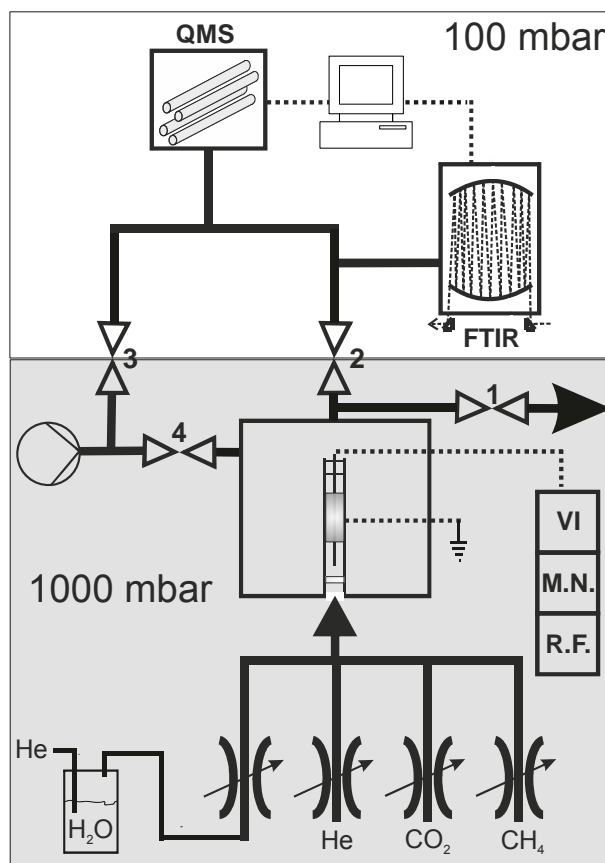 QMS
100 mbar
FTIR
3
2
1
4
VI
M.N.
R.F.
1000 mbar
He
H₂O
He
CO₂
CH₄